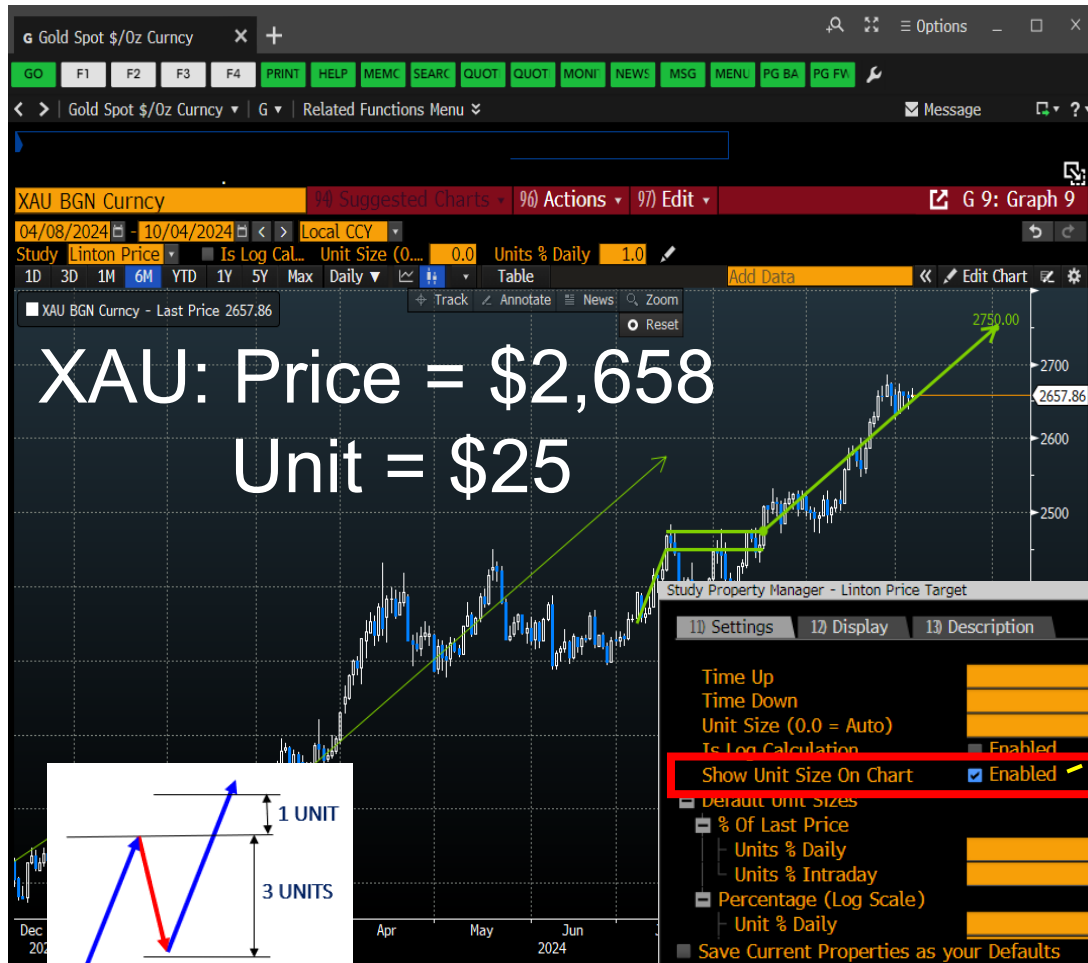 G Gold Spot $/Oz Curncy × +
Options
GO F1 F2 F3 F4 PRINT HELP MEMC SEARC QUOT QUOT MONIT NEWS MSG MENU PG BA PG FW
Gold Spot $/Oz Curncy G Related Functions Menu
Message ?
XAU BGN Curncy 94) Suggested Charts 96) Actions 97) Edit G 9: Graph 9
04/08/2024 - 10/04/2024 Local CCY
Study Linton Price Is Log Cal... Unit Size (0.... 0.0 Units % Daily 1.0
1D 3D 1M 6M YTD 1Y 5Y Max Daily ▼ Table Add Data « Edit Chart
Track Annotate News Zoom
XAU BGN Curncy - Last Price 2657.86
Reset
2750.00
XAU: Price = $2,658
Unit = $25
2700
2657.86
2600
2500
Study Property Manager - Linton Price Target
11) Settings 12) Display 13) Description
Time Up
Time Down
Unit Size (0.0 = Auto)
Is Log Calculation Enabled
Show Unit Size On Chart Enabled
Default Unit Sizes
% Of Last Price
Units % Daily
Units % Intraday
Percentage (Log Scale)
Unit % Daily
Save Current Properties as your Defaults
1 UNIT
3 UNITS
Dec Apr May Jun
2024